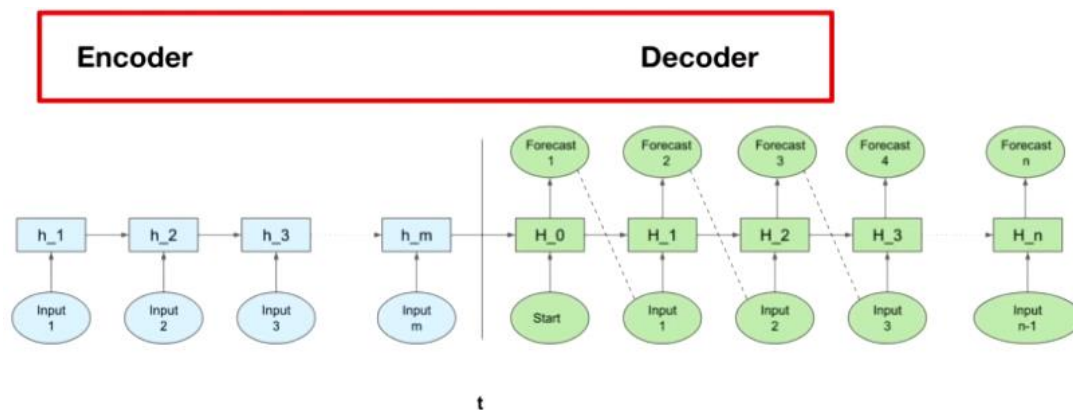 Encoder Decoder
Forecast
1
Forecast
2
Forecast
3
Forecast
4
Forecast
n
h_1 h_2 h_3 h_m H_0 H_1 H_2 H_3 H_n
Input
1
Input
2
Input
3
Input
m
Start
Input
1
Input
2
Input
3
Input
n-1
t